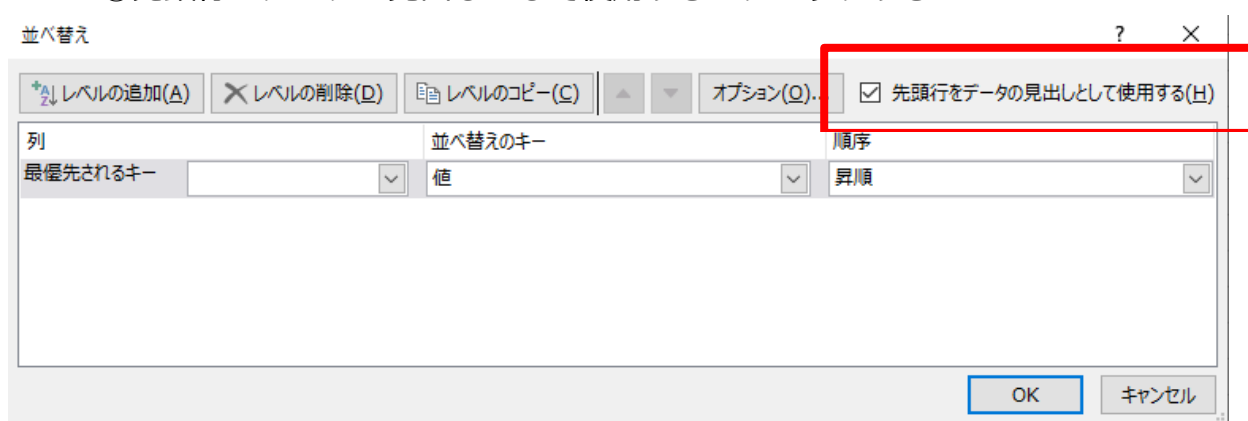 並べ替え ? ×
レベルの追加(A) レベルの削除(D) レベルのコピー(C) オプション(O)... 先頭行をデータの見出しとして使用する(H)
列 並べ替えのキー 順序
最優先されるキー 値 昇順
OK キャンセル